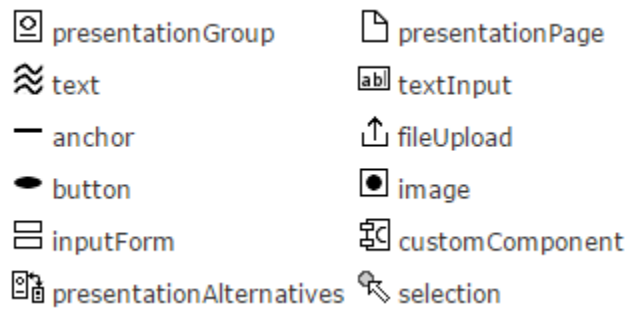 presentationGroup presentationPage
text textInput
anchor fileUpload
button image
inputForm customComponent
presentationAlternatives selection